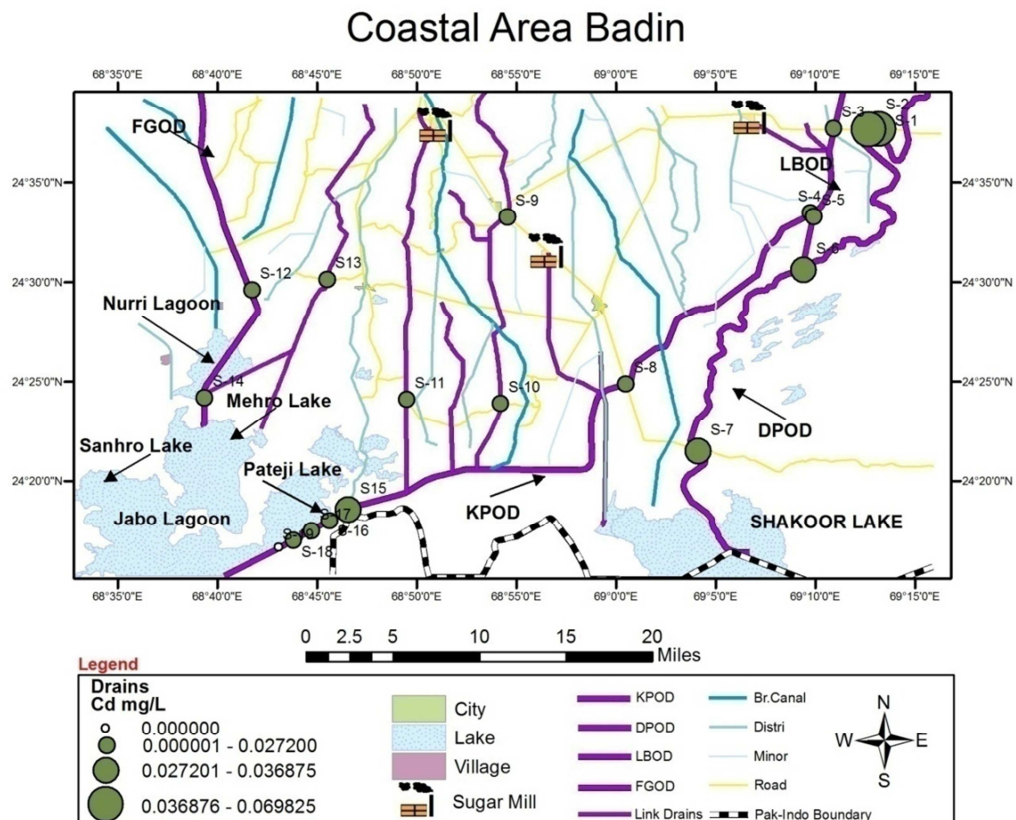 Coastal Area Badin
68°35'0"E 68°40'0"E 68°45'0"E 68°50'0"E 68°55'0"E 69°0'0"E 69°5'0"E 69°10'0"E 69°15'0"E
S-2
S-3
S-1
FGOD
LBOD
24°35'0"N 24°35'0"N
S-4 S-5
S-9
S-6
S13
S-12
24°30'0"N 24°30'0"N
Nurri Lagoon
S-8
24°25'0"N 24°25'0"N
S-14
S-11
S-10
Mehro Lake
S-7
DPOD
Sanhro Lake
Pateji Lake
24°20'0"N 24°20'0"N
S15
KPOD
Jabo Lagoon
SHAKOOR LAKE
S-16
S-18
68°35'0"E 68°40'0"E 68°45'0"E 68°50'0"E 68°55'0"E 69°0'0"E 69°5'0"E 69°10'0"E 69°15'0"E
0 2.5 5 10 15 20
Miles
Legend
Drains
Cd mg/L
0.000000
0.000001 - 0.027200
0.027201 - 0.036875
0.036876 - 0.069825
City
Lake
Village
Sugar Mill
KPOD
DPOD
LBOD
FGOD
Link Drains
Br.Canal
Distri
Minor
Road
Pak-Indo Boundary
N
W E
S